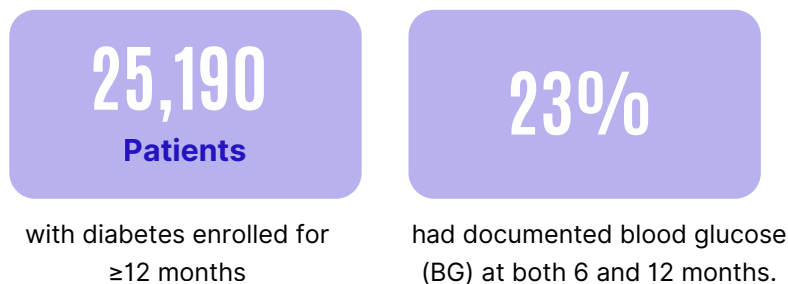 25,190
Patients
with diabetes enrolled for
≥12 months
23%
had documented blood glucose
(BG) at both 6 and 12 months.